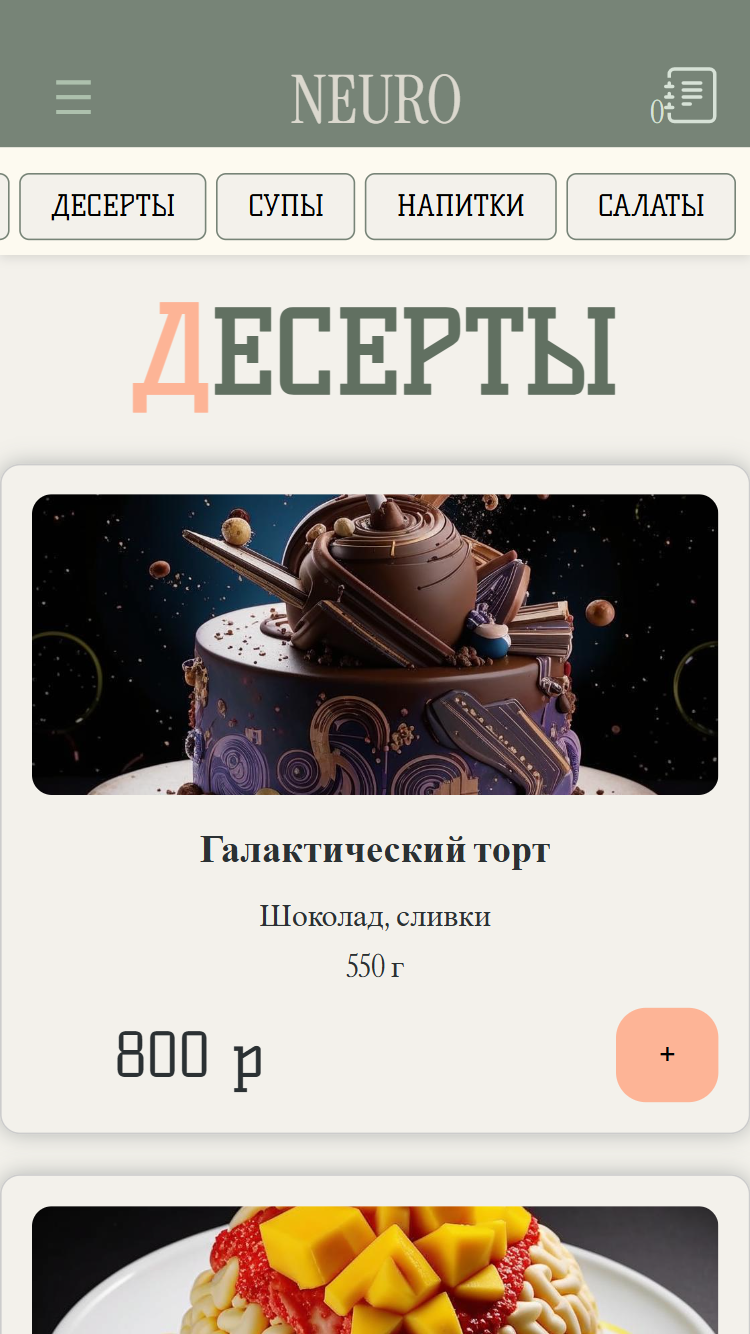 NEURO
0
ДЕСЕРТЫ СУПЫ НАПИТКИ САЛАТЫ
ДЕСЕРТЫ
Галактический торт
Шоколад, сливки
550 г
800 р +